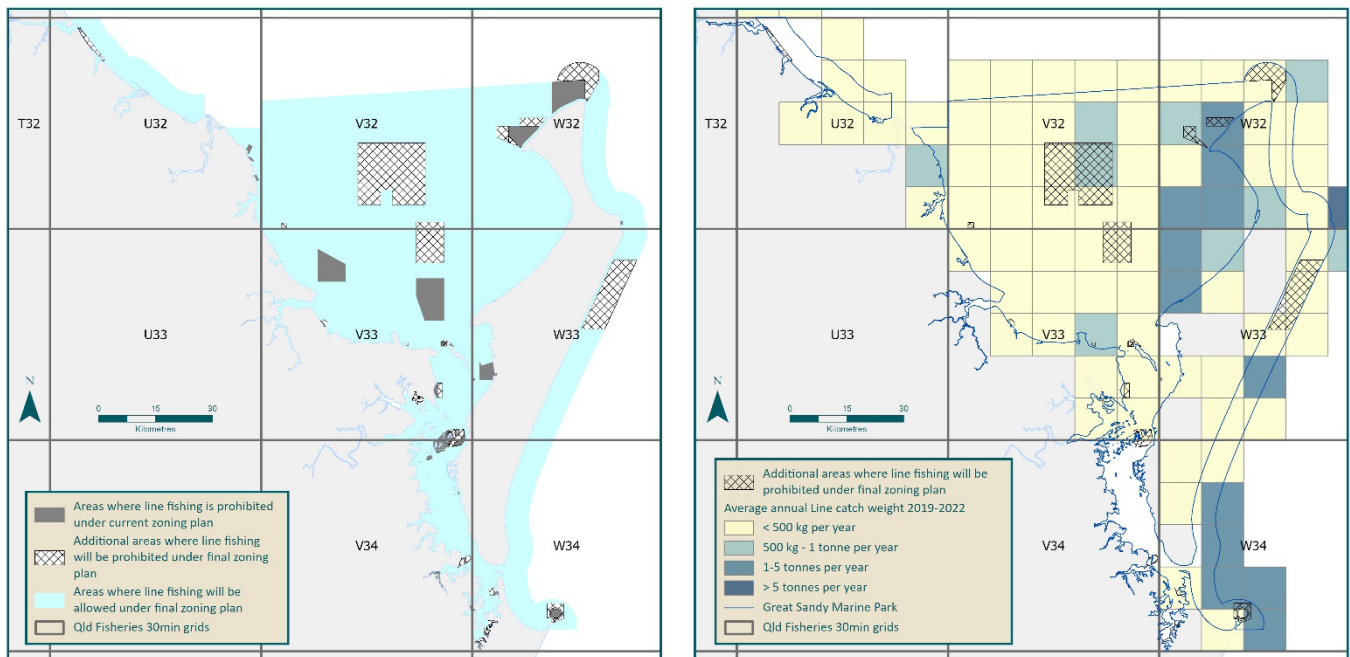 T32
U32
V32
W32
U33
V33
W33
N
0 15 30
Kilometres
V34
W34
Areas where line fishing is prohibited
under current zoning plan
Additional areas where line fishing
will be prohibited under final zoning
plan
Areas where line fishing will be
allowed under final zoning plan
Qld Fisheries 30min grids
T32
U32
V32
W32
U33
V33
W33
N
0 15 30
Kilometres
V34
W34
Additional areas where line fishing will be
prohibited under final zoning plan
Average annual Line catch weight 2019-2022
< 500 kg per year
500 kg - 1 tonne per year
1-5 tonnes per year
> 5 tonnes per year
Great Sandy Marine Park
Qld Fisheries 30min grids